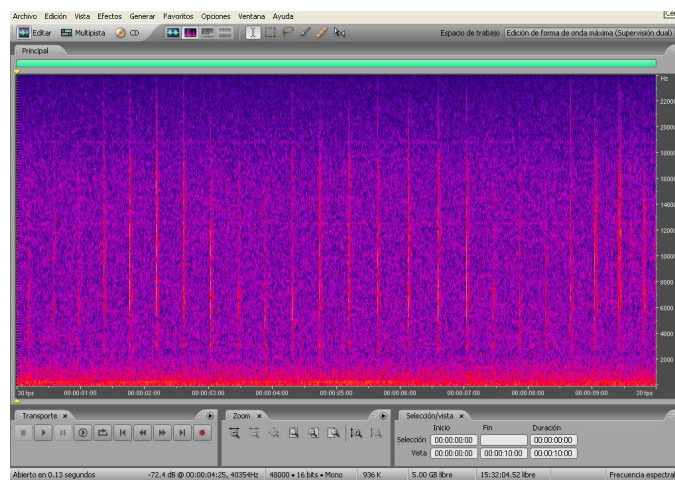 Archivo Edición Vista Efectos Generar Favoritos Opciones Ventana Ayuda
Editar Multipista CD Espacio de trabajo Edición de forma de onda máxima (Supervisión dual)
Principal
Hz
22000
20000
18000
16000
14000
12000
10000
8000
6000
4000
2000
30 fps 00:00:01:00 00:00:02:00 00:00:03:00 00:00:04:00 00:00:05:00 00:00:06:00 00:00:07:00 00:00:08:00 00:00:09:00 30 fps
Transporte x Zoom x Selección/vista x
Inicio Fin Duración
Selección 00:00:00:00 00:00:00:00
Vista 00:00:00:00 00:00:10:00 00:00:10:00
Abierto en 0.13 segundos -72.4 dB @ 00:00:04:25, 40354Hz 48000 • 16 bits • Mono 936 K 5.00 GB libre 15:32:04.52 libre Frecuencia espectral